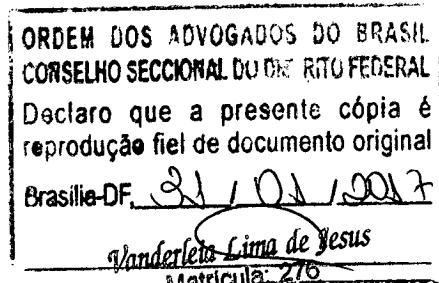 ORDEM DOS ADVOGADOS DO BRASIL
CONSELHO SECCIONAL DO DISTRITO FEDERAL
Declaro que a presente cópia é
reprodução fiel de documento original
Brasília-DF, 31 / 01 / 2017
Vanderleia Lima de Jesus
Matrícula: 276